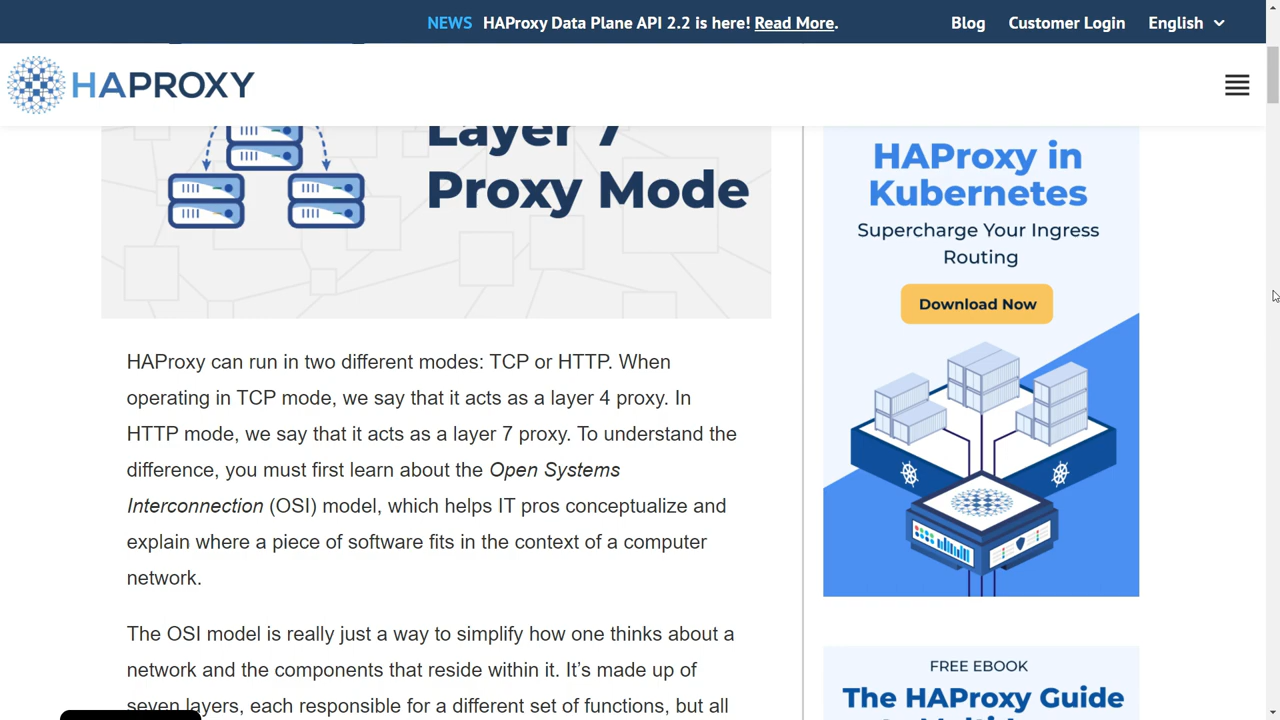 NEWS HAProxy Data Plane API 2.2 is here! Read More.
Blog Customer Login English
HAPROXY
Layer 7
Proxy Mode
HAProxy can run in two different modes: TCP or HTTP. When
operating in TCP mode, we say that it acts as a layer 4 proxy. In
HTTP mode, we say that it acts as a layer 7 proxy. To understand the
difference, you must first learn about the Open Systems
Interconnection (OSI) model, which helps IT pros conceptualize and
explain where a piece of software fits in the context of a computer
network.
The OSI model is really just a way to simplify how one thinks about a
network and the components that reside within it. It’s made up of
seven layers, each responsible for a different set of functions, but all
HAProxy in
Kubernetes
Supercharge Your Ingress
Routing
Download Now
FREE EBOOK
The HAProxy Guide